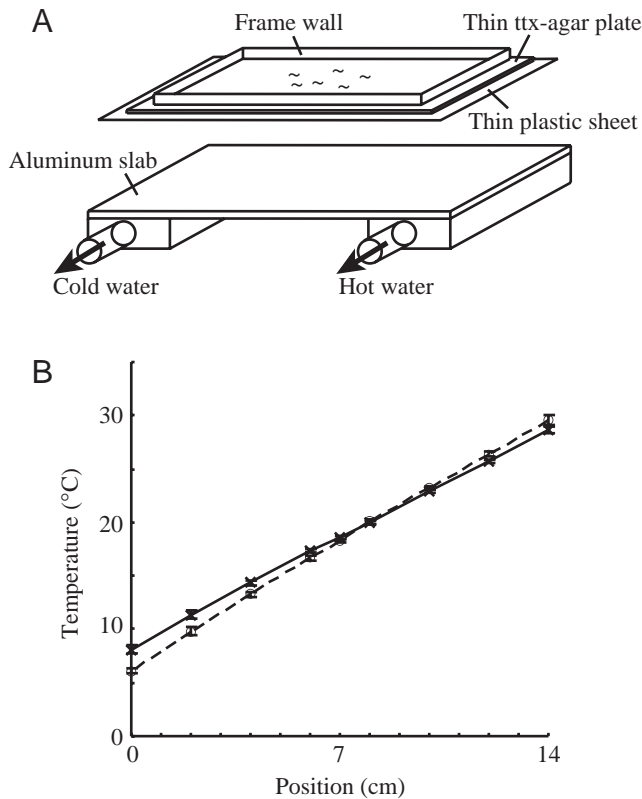 A
Frame wall
Thin ttx-agar plate
Thin plastic sheet
Aluminum slab
Cold water
Hot water
B
30
20
10
0
Temperature (°C)
0
7
14
Position (cm)